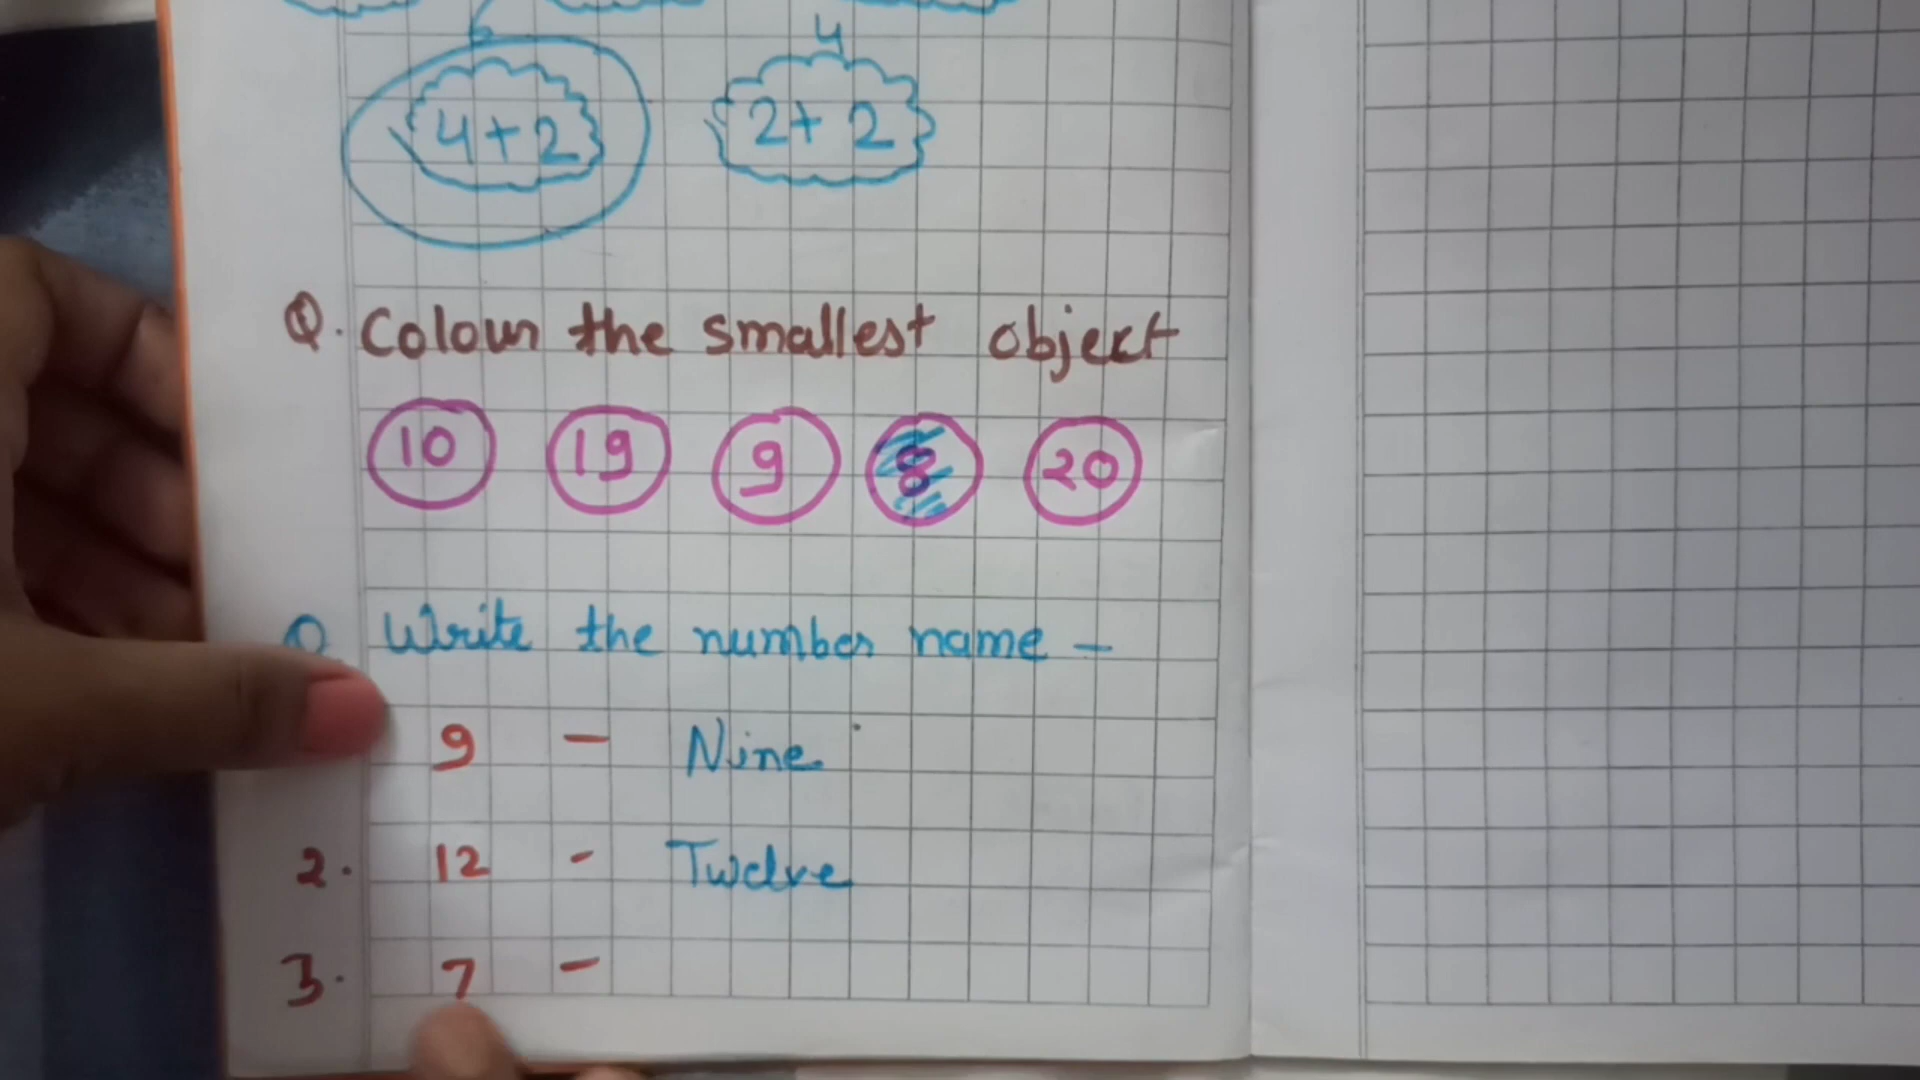 6 4
4+2 2+2
Q. Colour the smallest object
10 19 9 8 20
Q Write the number name -
9 - Nine
2. 12 - Twelve
3. 7 -